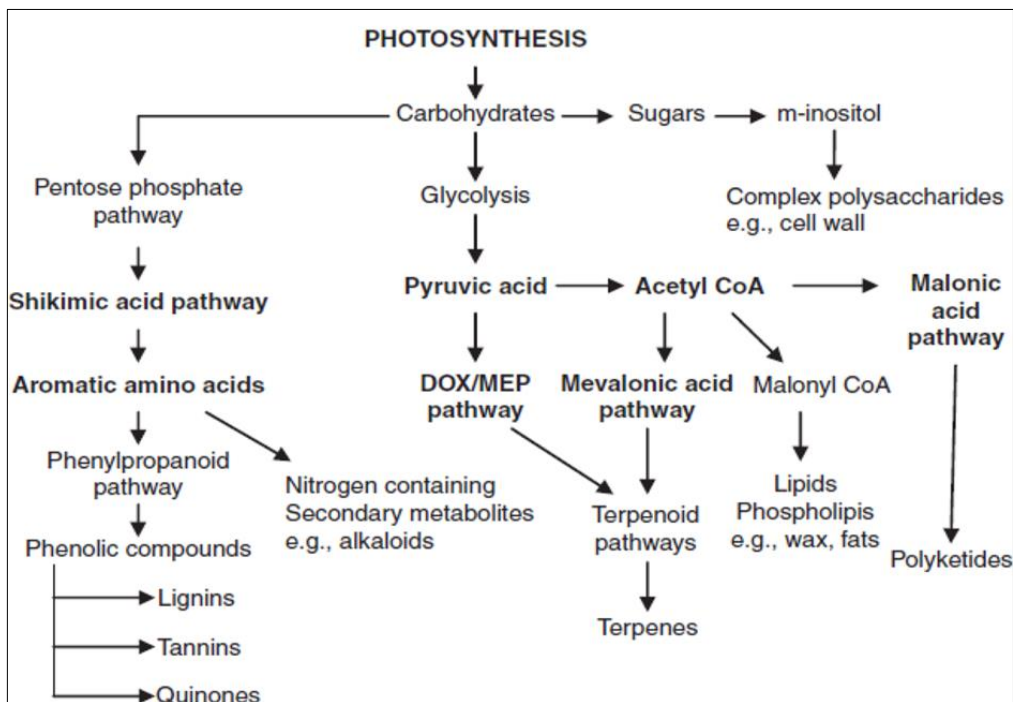 PHOTOSYNTHESIS
Carbohydrates
Sugars
m-inositol
Pentose phosphate
pathway
Glycolysis
Complex polysaccharides
e.g., cell wall
Shikimic acid pathway
Pyruvic acid
Acetyl CoA
Malonic
acid
pathway
Aromatic amino acids
DOX/MEP
pathway
Mevalonic acid
pathway
Malonyl CoA
Phenylpropanoid
pathway
Nitrogen containing
Secondary metabolites
e.g., alkaloids
Terpenoid
pathways
Lipids
Phospholipis
e.g., wax, fats
Phenolic compounds
Polyketides
Lignins
Terpenes
Tannins
Quinones